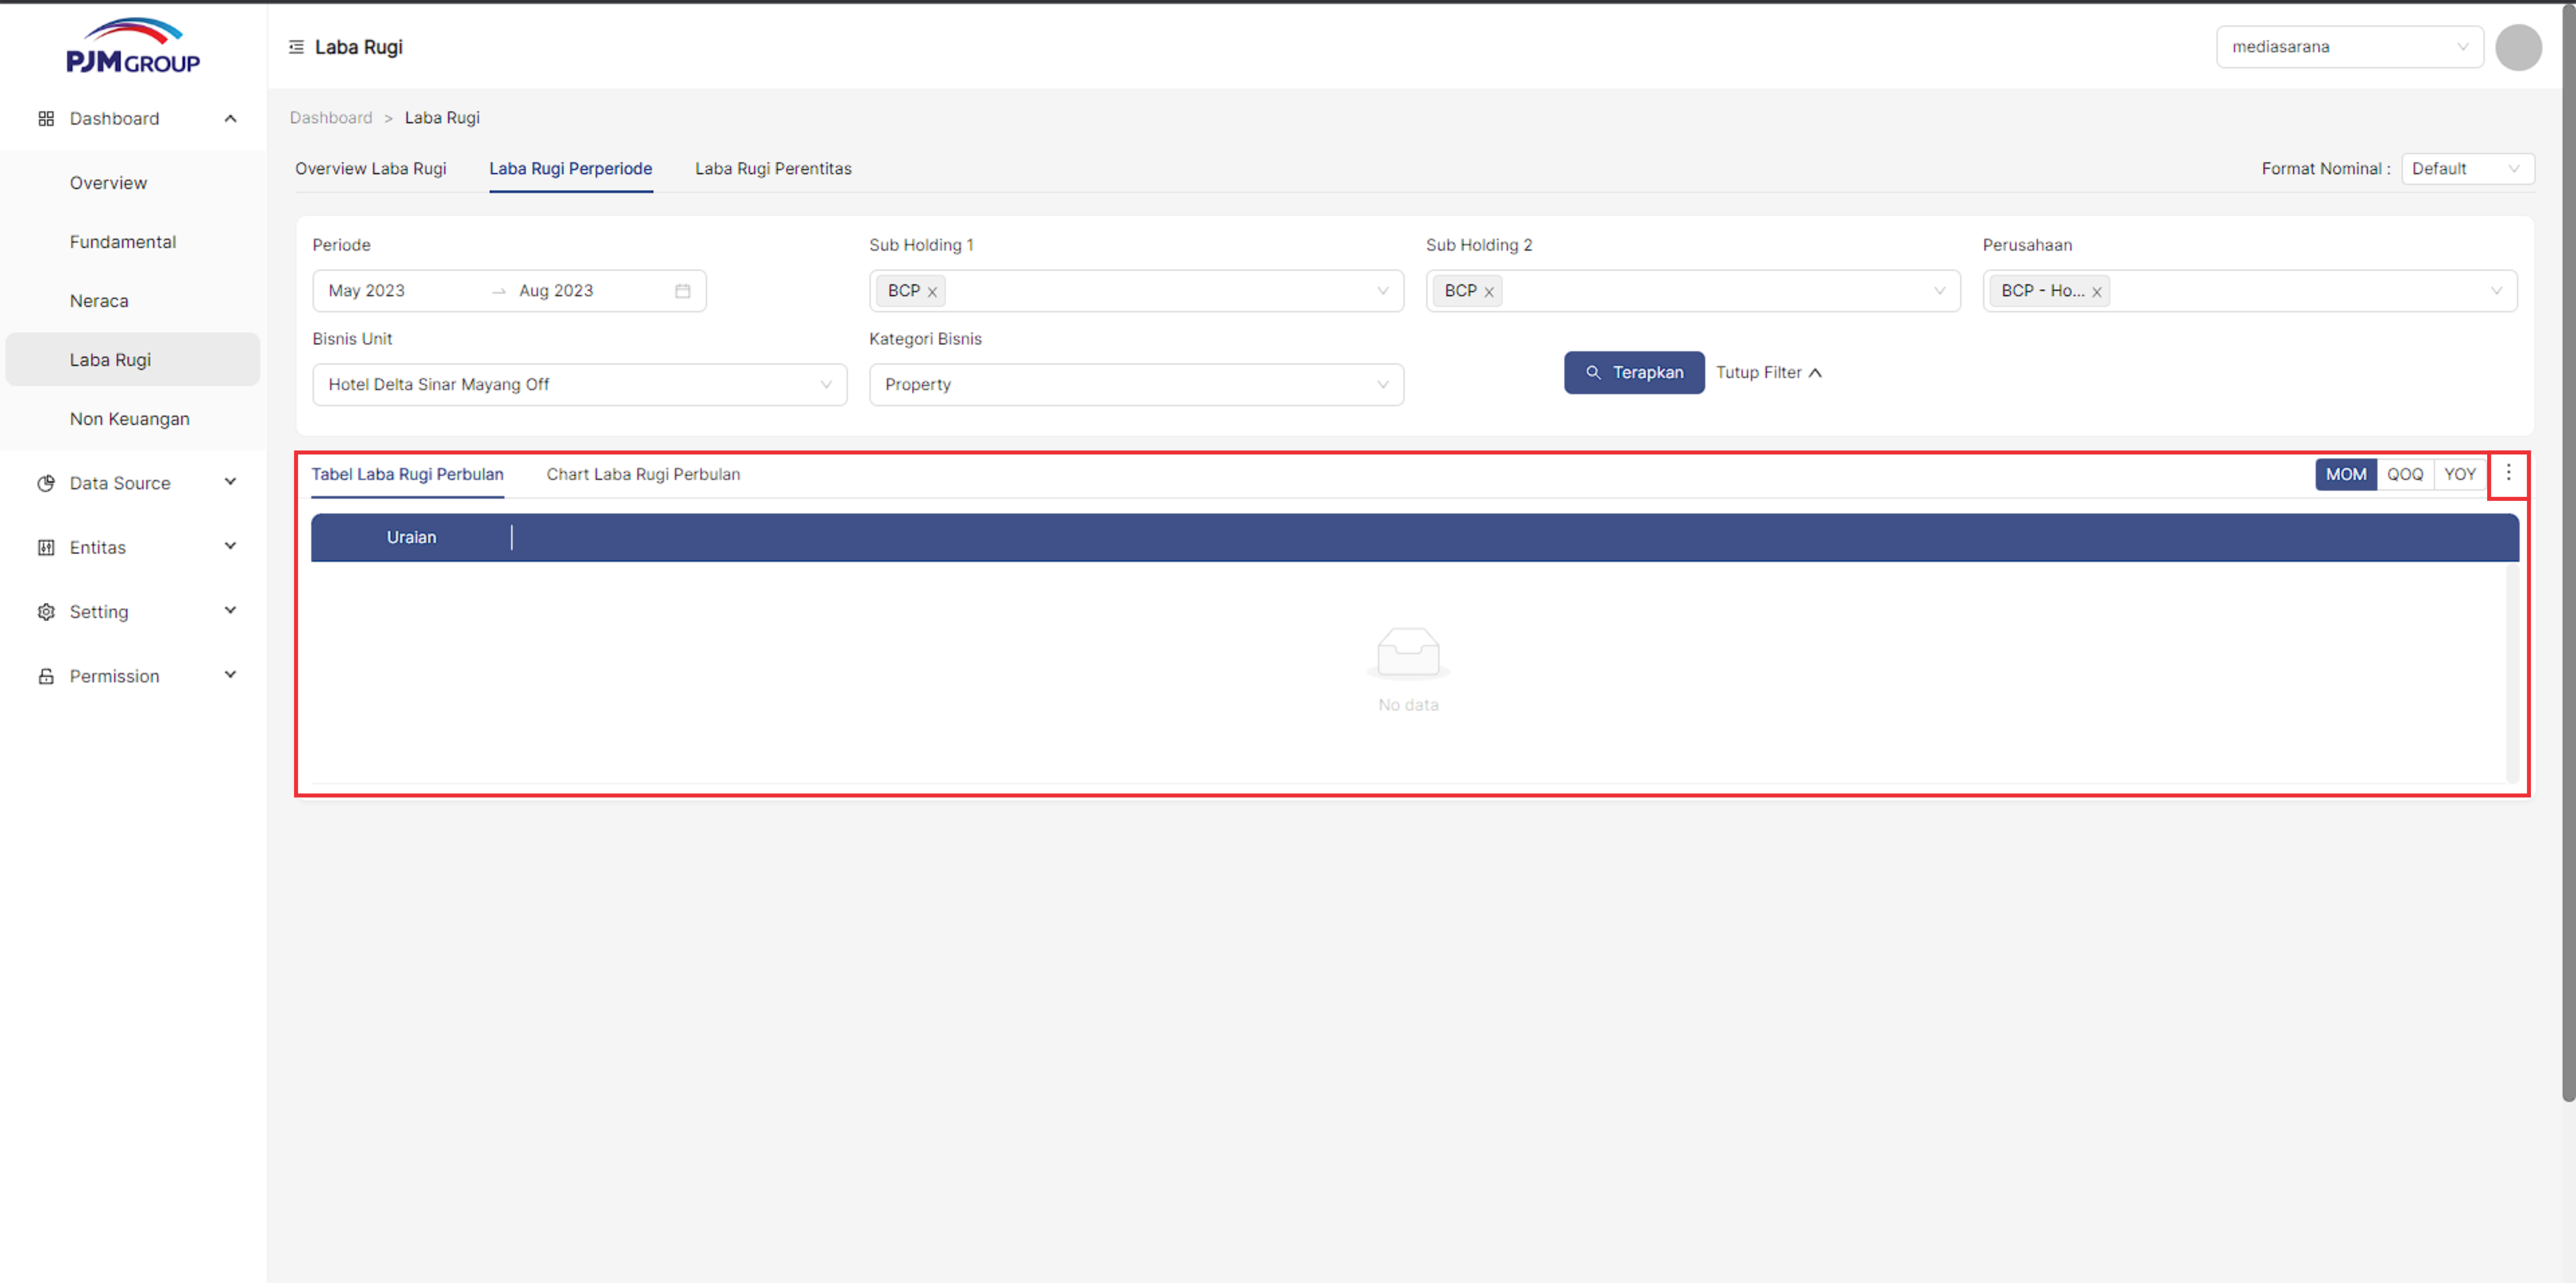 PJM GROUP
Laba Rugi
mediasarana
Dashboard
Overview
Fundamental
Neraca
Laba Rugi
Non Keuangan
Data Source
Entitas
Setting
Permission
Dashboard > Laba Rugi
Overview Laba Rugi Laba Rugi Perperiode Laba Rugi Perentitas
Format Nominal : Default
Periode Sub Holding 1 Sub Holding 2 Perusahaan
May 2023 → Aug 2023 BCP × BCP × BCP - Ho... ×
Bisnis Unit Kategori Bisnis
Hotel Delta Sinar Mayang Off Property
Terapkan Tutup Filter
Tabel Laba Rugi Perbulan Chart Laba Rugi Perbulan
MOM QOQ YOY
Uraian
No data